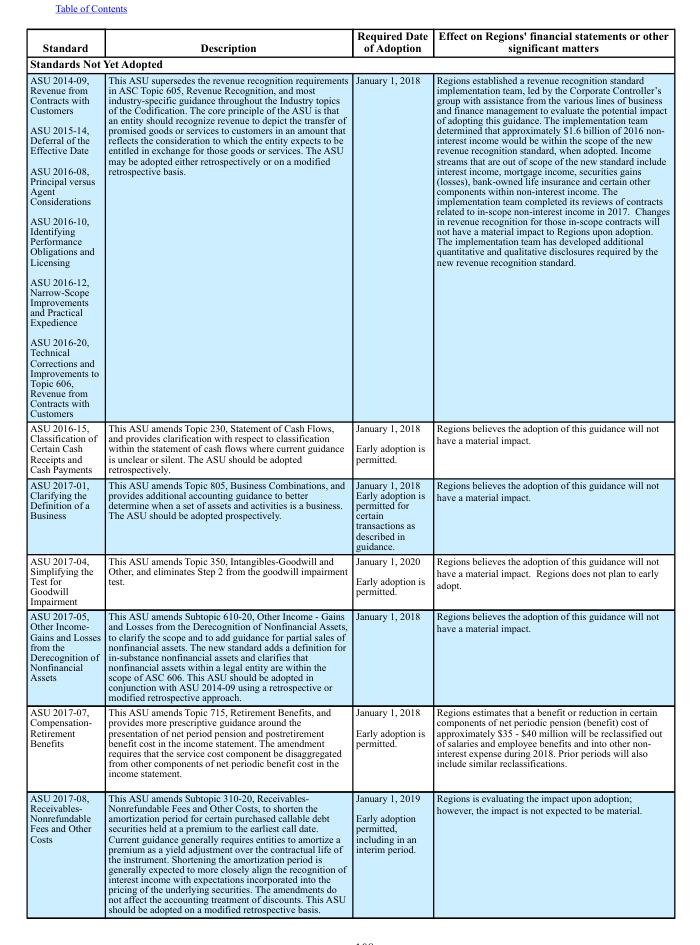 Table of Contents
Standard
Description
Required Date
of Adoption
Effect on Regions' financial statements or other
significant matters
Standards Not Yet Adopted
ASU 2014-09,
Revenue from
Contracts with
Customers
ASU 2015-14,
Deferral of the
Effective Date
ASU 2016-08,
Principal versus
Agent
Considerations
ASU 2016-10,
Identifying
Performance
Obligations and
Licensing
ASU 2016-12,
Narrow-Scope
Improvements
and Practical
Expedience
ASU 2016-20,
Technical
Corrections and
Improvements to
Topic 606,
Revenue from
Contracts with
Customers
This ASU supersedes the revenue recognition requirements
in ASC Topic 605, Revenue Recognition, and most
industry-specific guidance throughout the Industry topics
of the Codification. The core principle of the ASU is that
an entity should recognize revenue to depict the transfer of
promised goods or services to customers in an amount that
reflects the consideration to which the entity expects to be
entitled in exchange for those goods or services. The ASU
may be adopted either retrospectively or on a modified
retrospective basis.
January 1, 2018
Regions established a revenue recognition standard
implementation team, led by the Corporate Controller's
group with assistance from the various lines of business
and finance management to evaluate the potential impact
of adopting this guidance. The implementation team
determined that approximately $1.6 billion of 2016 non-
interest income would be within the scope of the new
revenue recognition standard, when adopted. Income
streams that are out of scope of the new standard include
interest income, mortgage income, securities gains
(losses), bank-owned life insurance and certain other
components within non-interest income. The
implementation team completed its reviews of contracts
related to in-scope non-interest income in 2017. Changes
in revenue recognition for those in-scope contracts will
not have a material impact to Regions upon adoption.
The implementation team has developed additional
quantitative and qualitative disclosures required by the
new revenue recognition standard.
ASU 2016-15,
Classification of
Certain Cash
Receipts and
Cash Payments
This ASU amends Topic 230, Statement of Cash Flows,
and provides clarification with respect to classification
within the statement of cash flows where current guidance
is unclear or silent. The ASU should be adopted
retrospectively.
January 1, 2018
Early adoption is
permitted.
Regions believes the adoption of this guidance will not
have a material impact.
ASU 2017-01,
Clarifying the
Definition of a
Business
This ASU amends Topic 805, Business Combinations, and
provides additional accounting guidance to better
determine when a set of assets and activities is a business.
The ASU should be adopted prospectively.
January 1, 2018
Early adoption is
permitted for
certain
transactions as
described in
guidance.
Regions believes the adoption of this guidance will not
have a material impact.
ASU 2017-04,
Simplifying the
Test for
Goodwill
Impairment
This ASU amends Topic 350, Intangibles-Goodwill and
Other, and eliminates Step 2 from the goodwill impairment
test.
January 1, 2020
Early adoption is
permitted.
Regions believes the adoption of this guidance will not
have a material impact. Regions does not plan to early
adopt.
ASU 2017-05,
Other Income-
Gains and Losses
from the
Derecognition of
Nonfinancial
Assets
This ASU amends Subtopic 610-20, Other Income - Gains
and Losses from the Derecognition of Nonfinancial Assets,
to clarify the scope and to add guidance for partial sales of
nonfinancial assets. The new standard adds a definition for
in-substance nonfinancial assets and clarifies that
nonfinancial assets within a legal entity are within the
scope of ASC 606. This ASU should be adopted in
conjunction with ASU 2014-09 using a retrospective or
modified retrospective approach.
January 1, 2018
Regions believes the adoption of this guidance will not
have a material impact.
ASU 2017-07,
Compensation-
Retirement
Benefits
This ASU amends Topic 715, Retirement Benefits, and
provides more prescriptive guidance around the
presentation of net period pension and postretirement
benefit cost in the income statement. The amendment
requires that the service cost component be disaggregated
from other components of net periodic benefit cost in the
income statement.
January 1, 2018
Early adoption is
permitted.
Regions estimates that a benefit or reduction in certain
components of net periodic pension (benefit) cost of
approximately $35 - $40 million will be reclassified out
of salaries and employee benefits and into other non-
interest expense during 2018. Prior periods will also
include similar reclassifications.
ASU 2017-08,
Receivables-
Nonrefundable
Fees and Other
Costs
This ASU amends Subtopic 310-20, Receivables-
Nonrefundable Fees and Other Costs, to shorten the
amortization period for certain purchased callable debt
securities held at a premium to the earliest call date.
Current guidance generally requires entities to amortize a
premium as a yield adjustment over the contractual life of
the instrument. Shortening the amortization period is
generally expected to more closely align the recognition of
interest income with expectations incorporated into the
pricing of the underlying securities. The amendments do
not affect the accounting treatment of discounts. This ASU
should be adopted on a modified retrospective basis.
January 1, 2019
Early adoption
permitted,
including in an
interim period.
Regions is evaluating the impact upon adoption;
however, the impact is not expected to be material.